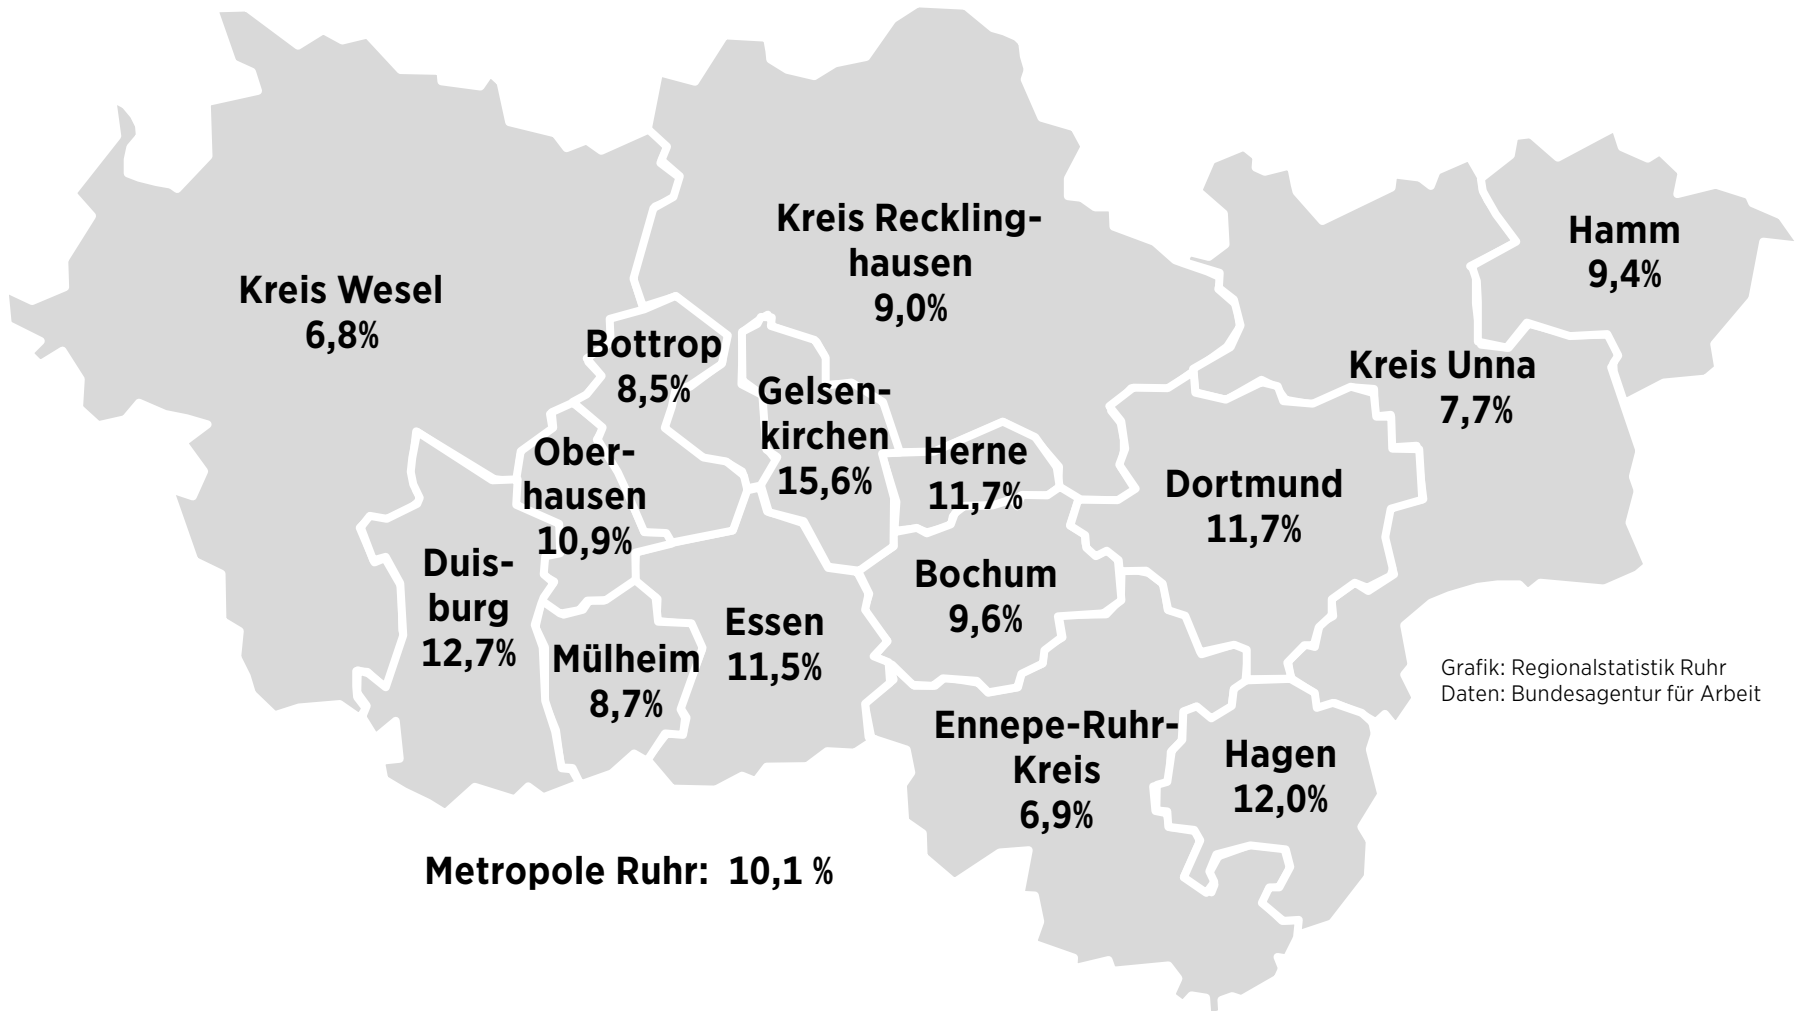 Kreis Reckling-
hausen
9,0%
Hamm
9,4%
Kreis Wesel
6,8%
Bottrop
8,5%
Kreis Unna
7,7%
Gelsen-
kirchen
15,6%
Ober-
hausen
10,9%
Herne
11,7%
Dortmund
11,7%
Duis-
burg
12,7%
Bochum
9,6%
Essen
11,5%
Mülheim
8,7%
Grafik: Regionalstatistik Ruhr
Daten: Bundesagentur für Arbeit
Ennepe-Ruhr-
Kreis
6,9%
Hagen
12,0%
Metropole Ruhr: 10,1 %